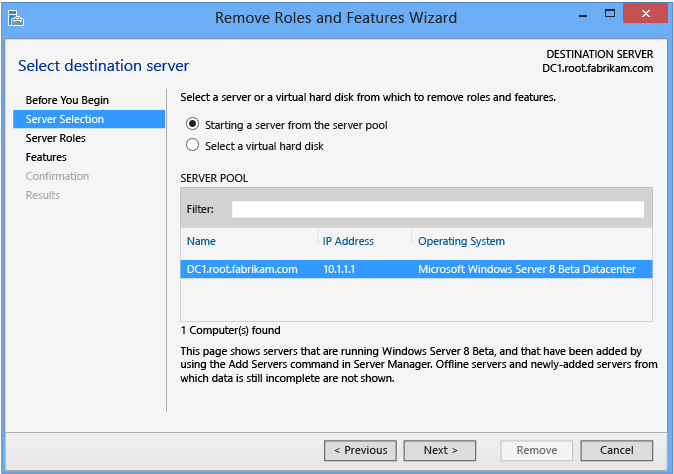 Remove Roles and Features Wizard
Select destination server
DESTINATION SERVER
DC1.root.fabrikam.com
Before You Begin
Server Selection
Server Roles
Features
Confirmation
Results
Select a server or a virtual hard disk from which to remove roles and features.
Starting a server from the server pool
Select a virtual hard disk
SERVER POOL
Filter:
Name IP Address Operating System
DC1.root.fabrikam.com 10.1.1.1 Microsoft Windows Server 8 Beta Datacenter
1 Computer(s) found
This page shows servers that are running Windows Server 8 Beta, and that have been added by
using the Add Servers command in Server Manager. Offline servers and newly-added servers from
which data is still incomplete are not shown.
< Previous Next > Remove Cancel